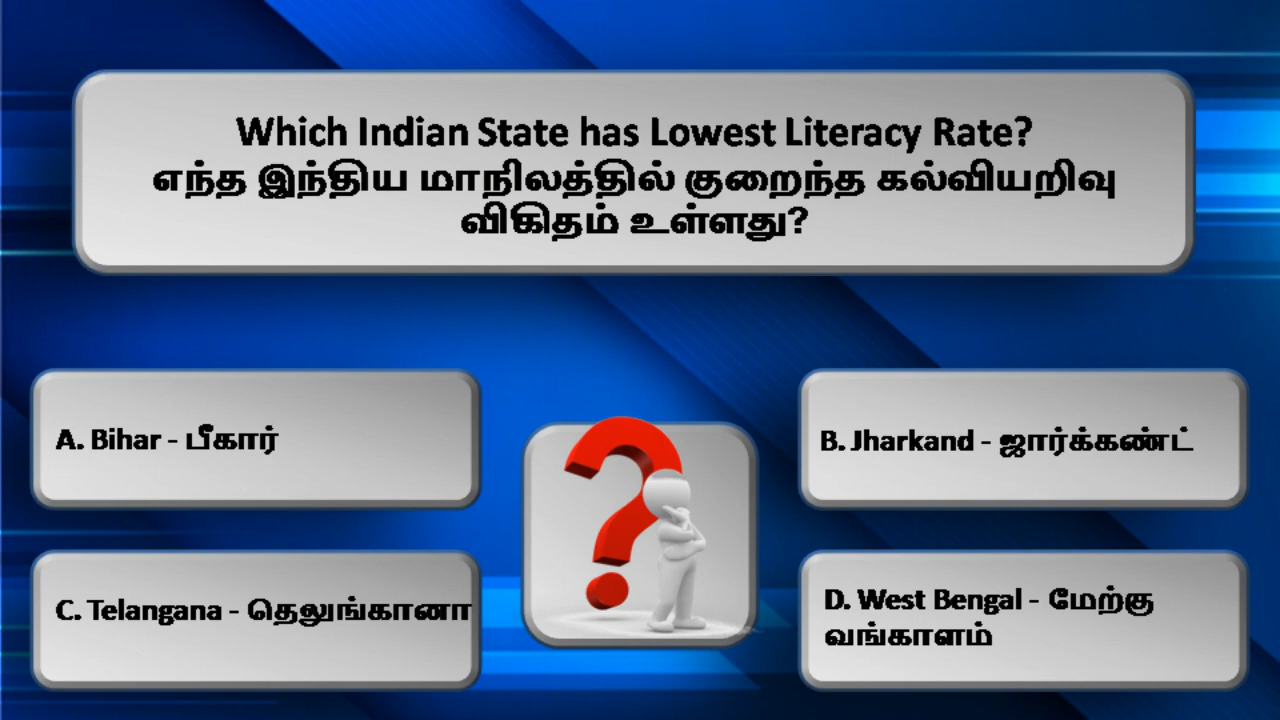 Which Indian State has Lowest Literacy Rate?
எந்த இந்திய மாநிலத்தில் குறைந்த கல்வியறிவு
விகிதம் உள்ளது?
A. Bihar - பீகார்
B. Jharkand - ஜார்க்கண்ட்
C. Telangana - தெலுங்கானா
D. West Bengal - மேற்கு
வங்காளம்